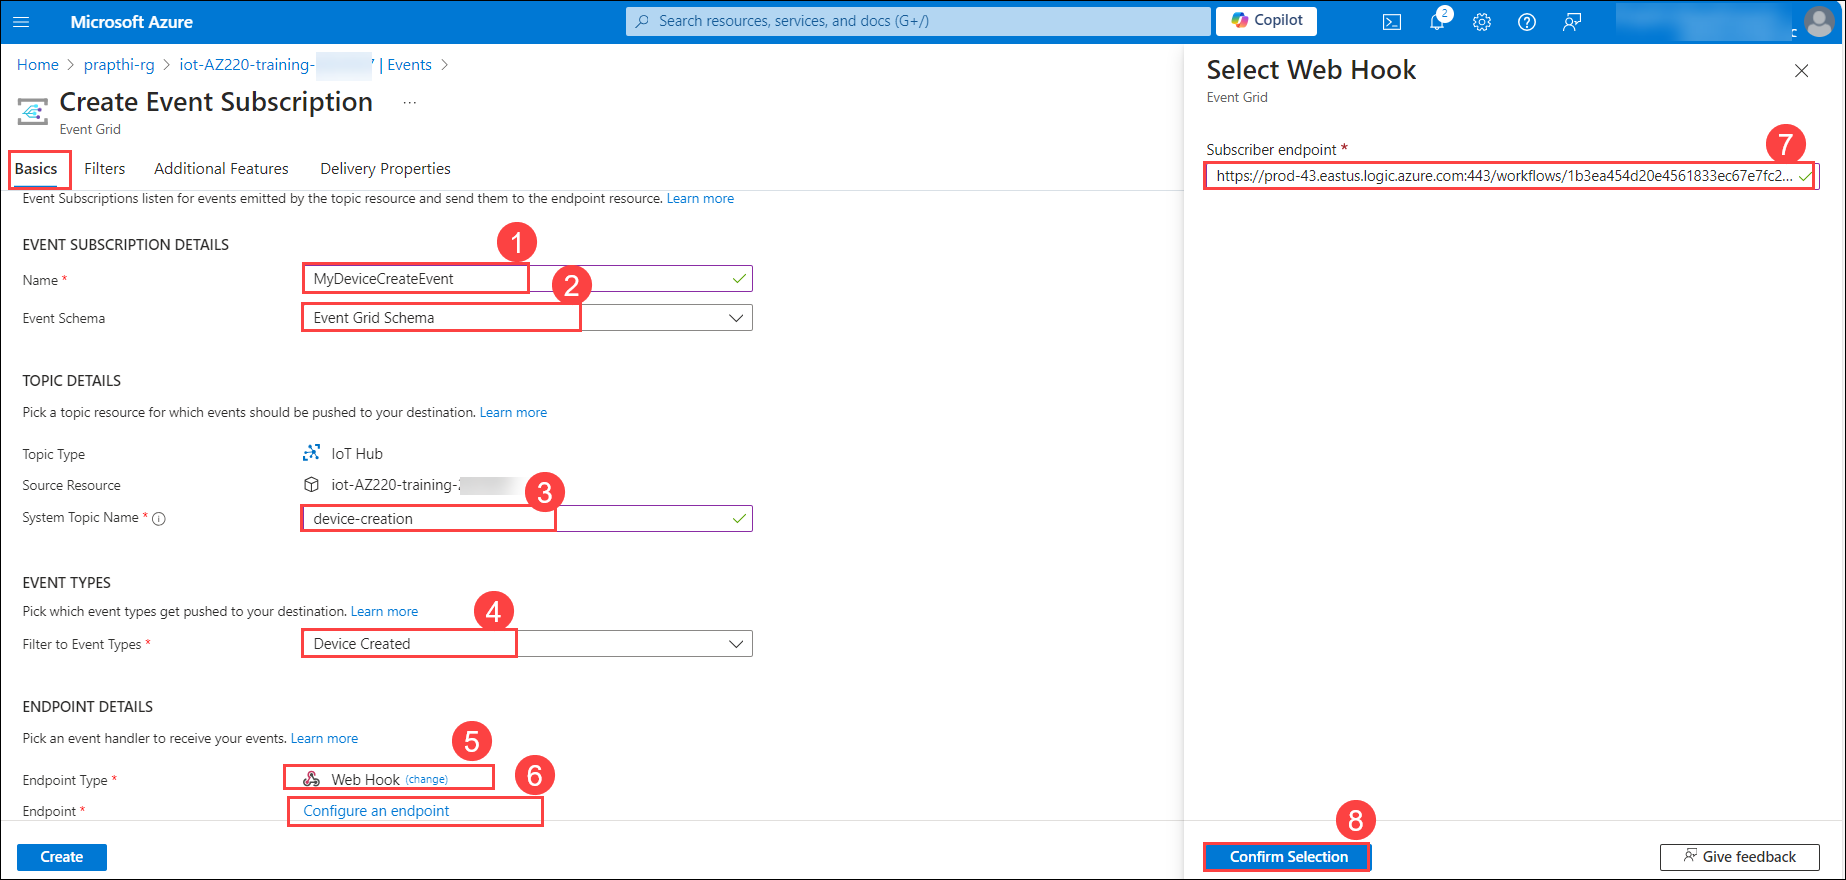 Microsoft Azure
Search resources, services, and docs (G+/)
Copilot
2
Home > prapthi-rg > iot-AZ220-training- | Events >
Create Event Subscription ...
Event Grid
Basics Filters Additional Features Delivery Properties
Event Subscriptions listen for events emitted by the topic resource and send them to the endpoint resource. Learn more
EVENT SUBSCRIPTION DETAILS
1
Name *
MyDeviceCreateEvent
2
Event Schema
Event Grid Schema
TOPIC DETAILS
Pick a topic resource for which events should be pushed to your destination. Learn more
Topic Type
IoT Hub
Source Resource
iot-AZ220-training-
3
System Topic Name *
device-creation
EVENT TYPES
Pick which event types get pushed to your destination. Learn more
4
Filter to Event Types *
Device Created
ENDPOINT DETAILS
Pick an event handler to receive your events. Learn more
5
Endpoint Type *
Web Hook (change)
6
Endpoint *
Configure an endpoint
Create
Select Web Hook
Event Grid
Subscriber endpoint *
7
https://prod-43.eastus.logic.azure.com:443/workflows/1b3ea454d20e4561833ec67e7fc2...
8
Confirm Selection
Give feedback